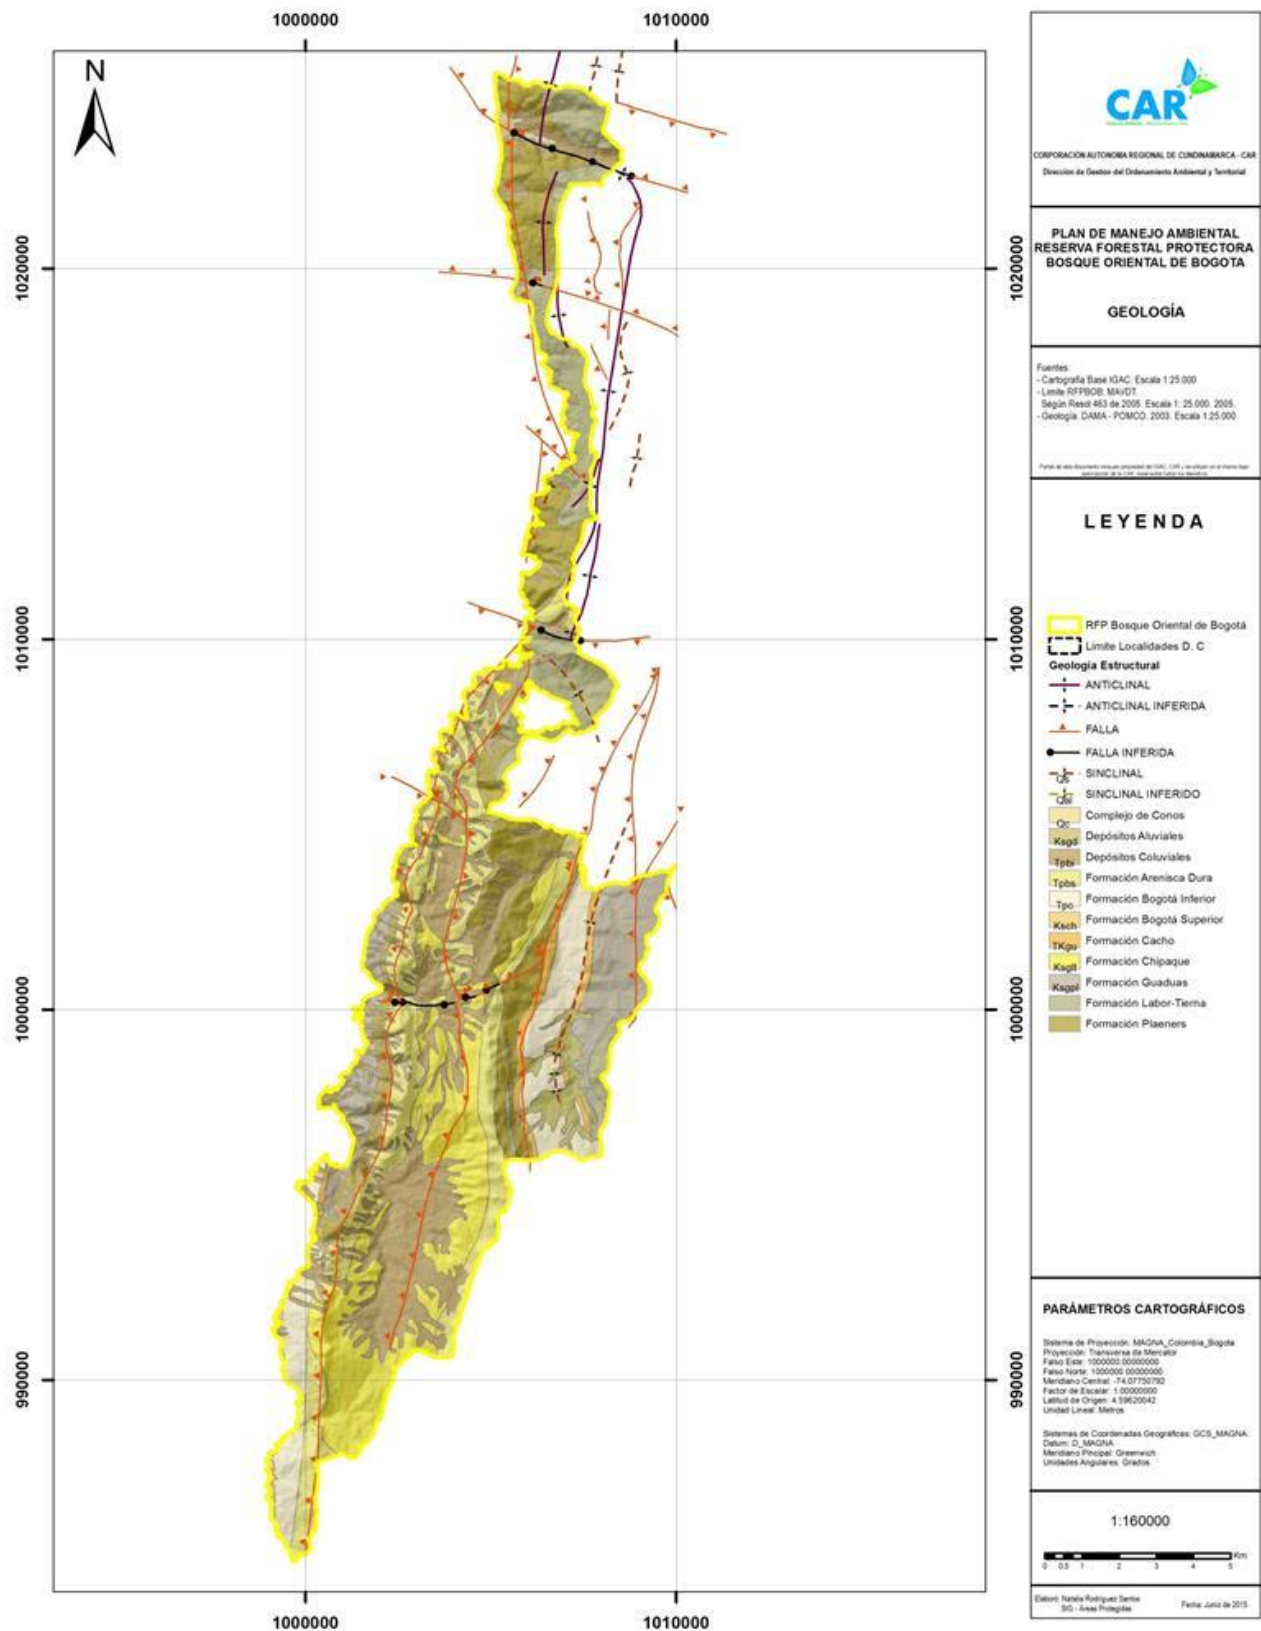 1000000
1010000
N
1020000
1010000
1000000
990000
1020000
1010000
1000000
990000
1000000
1010000
CAR
CORPORACIÓN AUTONOMA REGIONAL DE CUNDINAMARCA - CAR
Dirección de Gestión del Ordenamiento Ambiental y Territorial
PLAN DE MANEJO AMBIENTAL
RESERVA FORESTAL PROTECTORA
BOSQUE ORIENTAL DE BOGOTA
GEOLOGÍA
Fuentes:
- Cartografía Base IGAC. Escala 1:25.000
- Limite RFPBOB: MAVDT.
Según Resol 463 de 2005. Escala 1: 25.000. 2005.
- Geología. DAMA - POMCO. 2003. Escala 1:25.000
LEYENDA
RFP Bosque Oriental de Bogotá
Limite Localidades D. C
Geología Estructural
ANTICLINAL
ANTICLINAL INFERIDA
FALLA
FALLA INFERIDA
SINCLINAL
SINCLINAL INFERIDO
Qc Complejo de Conos
Ksgd Depósitos Aluviales
Depósitos Coluviales
Tpbs Formación Arenisca Dura
Tpc Formación Bogotá Inferior
Ksch Formación Bogotá Superior
TKgu Formación Cacho
Ksglt Formación Chipaque
Ksgpl Formación Guaduas
Formación Labor-Tierna
Formación Plaeners
PARÁMETROS CARTOGRÁFICOS
Sistema de Proyección: MAGNA_Colombia_Bogota
Proyección: Transversa de Mercator
Falso Este: 1000000.00000000
Falso Norte: 1000000.00000000
Meridiano Central: -74.07750792
Factor de Escalar: 1.00000000
Latitud de Origen: 4.59620042
Unidad Lineal: Metros
Sistemas de Coordenadas Geográficas: GCS_MAGNA
Datum: D_MAGNA
Meridiano Principal: Greenwich
Unidades Angulares: Grados
1:160000
Km
0 0.5 1 2 3 4 5
Elaboró: Natalia Rodríguez Santos
SIG - Áreas Protegidas
Fecha: Junio de 2015